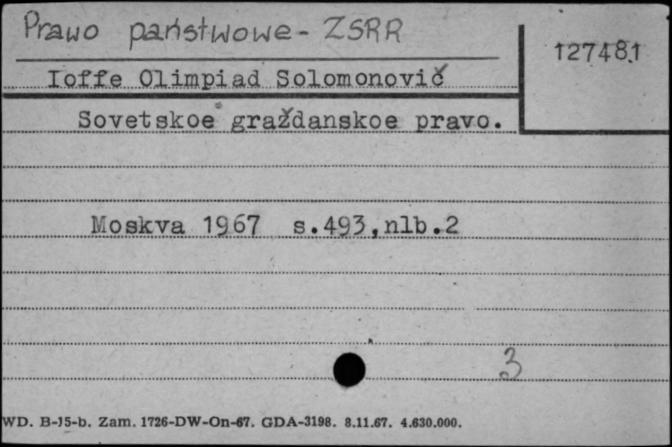 Prawo państwowe - ZSRR
127481
Ioffe Olimpiad Solomonovič
Sovetskoe graždanskoe pravo.
Moskva 1967 s.493,nlb.2
3
WD. B-15-b. Zam. 1726-DW-On-67. GDA-3198. 8.11.67. 4.630.000.